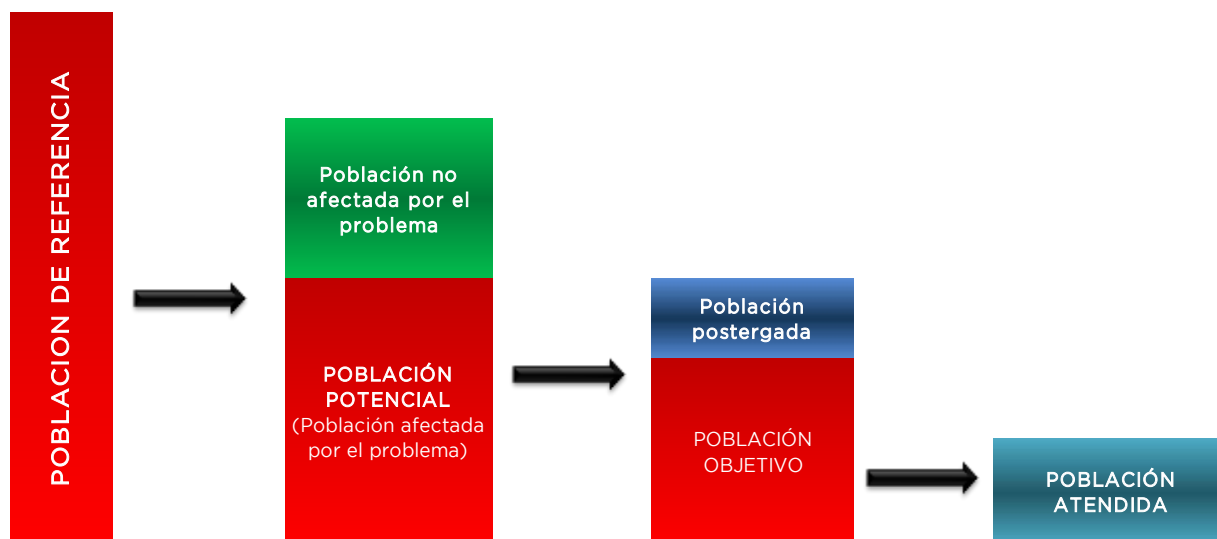 POBLACION DE REFERENCIA
Población no
afectada por el
problema
POBLACIÓN
POTENCIAL
(Población afectada
por el problema)
Población
postergada
POBLACIÓN
OBJETIVO
POBLACIÓN
ATENDIDA